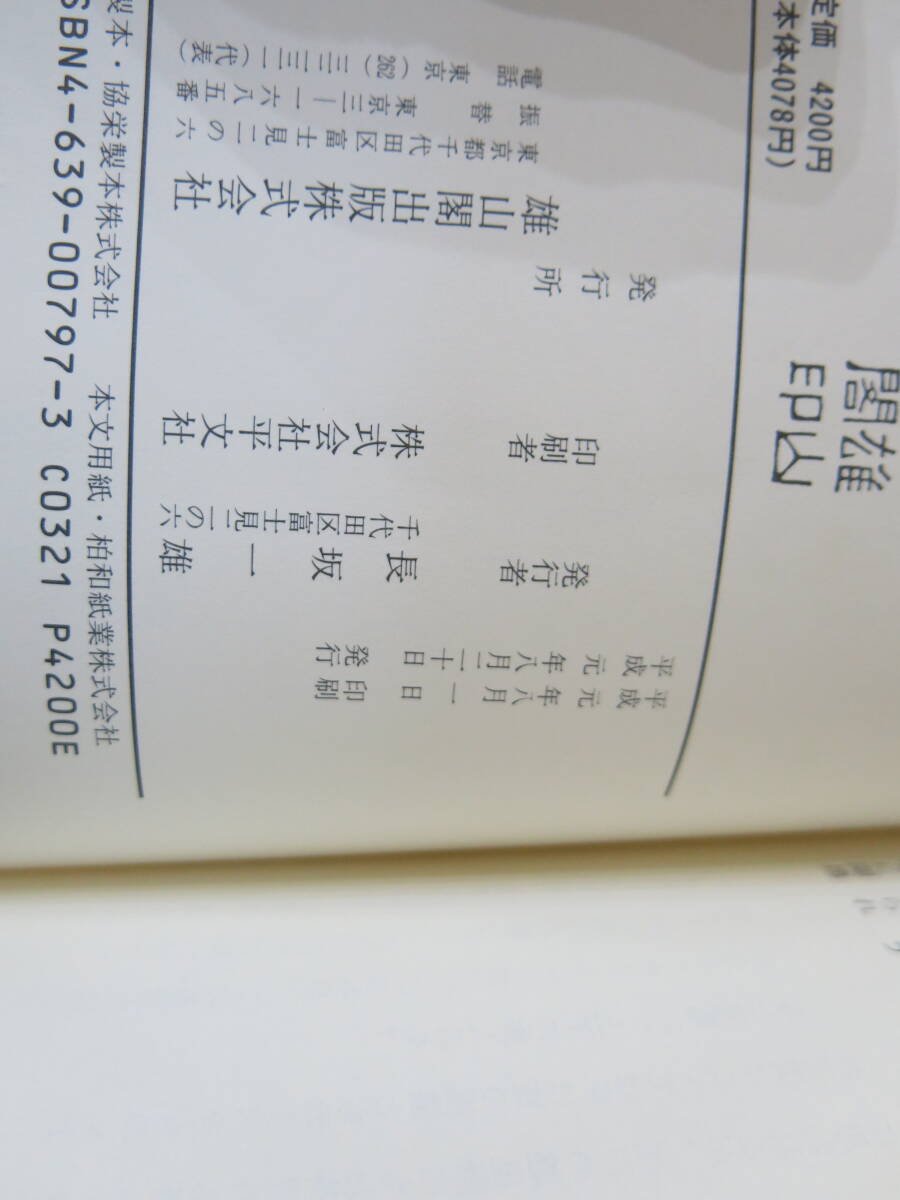 定価　4200円
本体4078円)
雄山
閣印
平成元年八月一日　印刷
平成元年八月二十日　発行
発行者　長坂一雄
千代田区富士見二の六
印刷者　株式会社平文社
発行所　雄山閣出版株式会社
東京都千代田区富士見二の六
振替　東京三―一六八五番
電話　東京(262)三二三一(代表)
製本・協栄製本株式会社　本文用紙・柏和紙業株式会社
SBN4-639-00797-3 C0321 P4200E